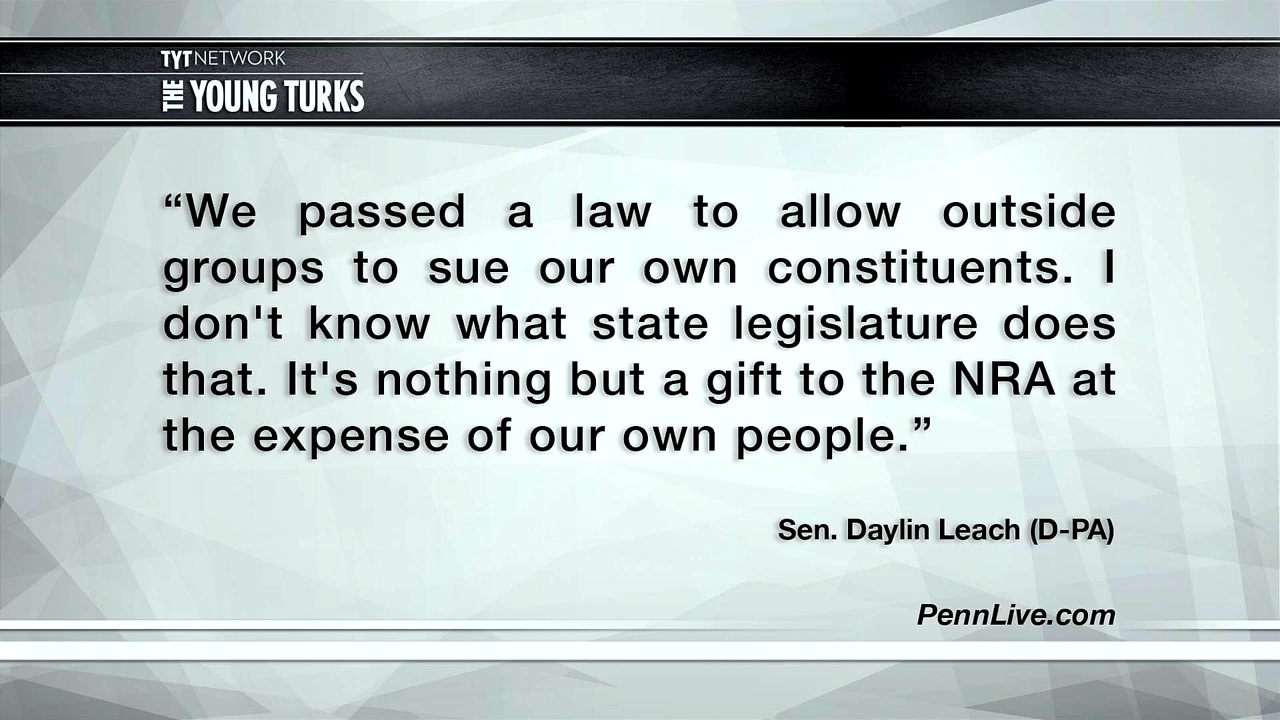 TYT NETWORK
THE YOUNG TURKS
“We passed a law to allow outside
groups to sue our own constituents. I
don't know what state legislature does
that. It's nothing but a gift to the NRA at
the expense of our own people.”
Sen. Daylin Leach (D-PA)
PennLive.com